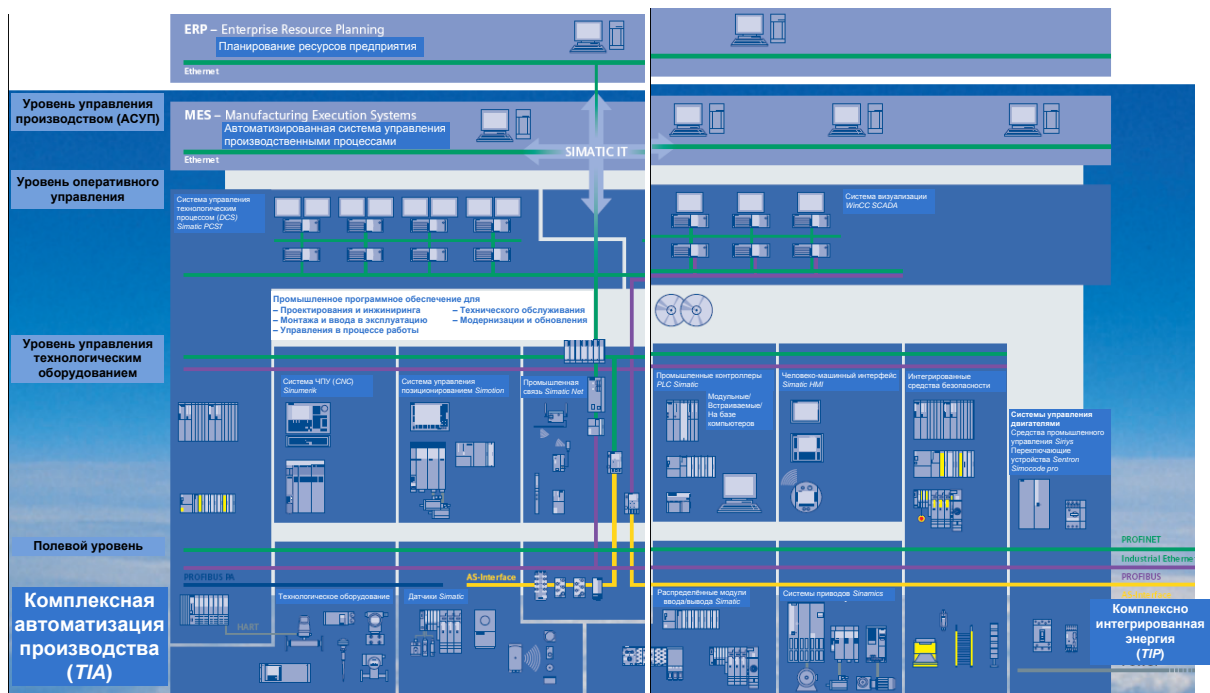 ERP – Enterprise Resource Planning
Планирование ресурсов предприятия
Ethernet
Уровень управления
производством (АСУП)
MES – Manufacturing Execution Systems
Автоматизированная система управления
производственными процессами
SIMATIC IT
Ethernet
Уровень оперативного
управления
Система управления
технологическим
процессом (DCS)
Simatic PCS7
Система визуализации
WinCC SCADA
Промышленное программное обеспечение для
– Проектирования и инжиниринга
– Монтажа и ввода в эксплуатацию
– Управления в процессе работы
– Технического обслуживания
– Модернизации и обновления
Уровень управления
технологическим
оборудованием
Система ЧПУ (CNC)
Sinumerik
Система управления
позиционированием Simotion
Промышленная
связь Simatic Net
Промышленные контроллеры
PLC Simatic
Модульные/
Встраиваемые/
На базе
компьютеров
Человеко-машинный интерфейс
Simatic HMI
Интегрированные
средства безопасности
Системы управления
двигателями
Средства промышленного
управления Siriys
Переключающие
устройства Sentron
Simocode pro
Полевой уровень
PROFINET
Industrial Etherne
PROFIBUS
PROFIBUS PA
AS-Interface
Комплексная
автоматизация
производства
(TIA)
HART
Технологическое оборудование
Датчики Simatic
Распределённые модули
ввода/вывода Simatic
Системы приводов Sinamics
Комплексно
интегрированная
энергия
(TIP)